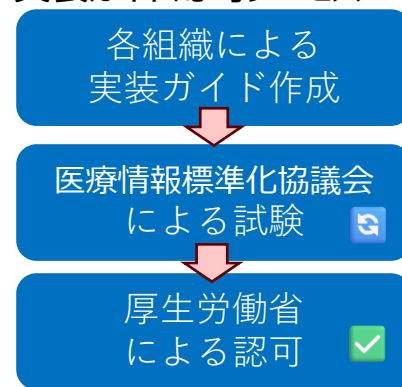 各組織による
実装ガイド作成
医療情報標準化協議会
による試験
厚生労働省
による認可